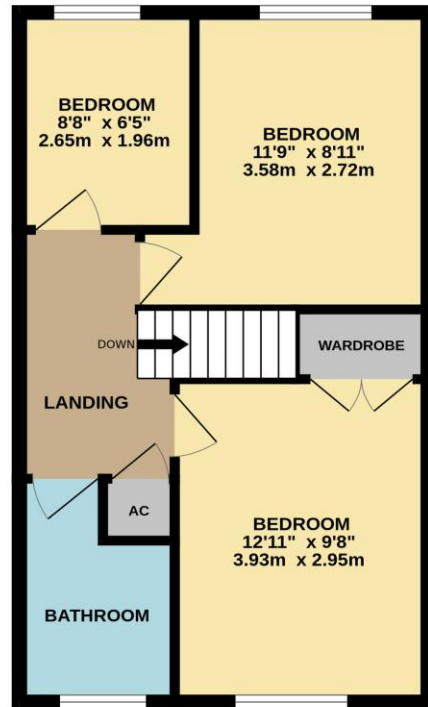 BEDROOM
8'8" x 6'5"
2.65m x 1.96m
BEDROOM
11'9" x 8'11"
3.58m x 2.72m
DOWN
WARDROBE
LANDING
AC
BEDROOM
12'11" x 9'8"
3.93m x 2.95m
BATHROOM